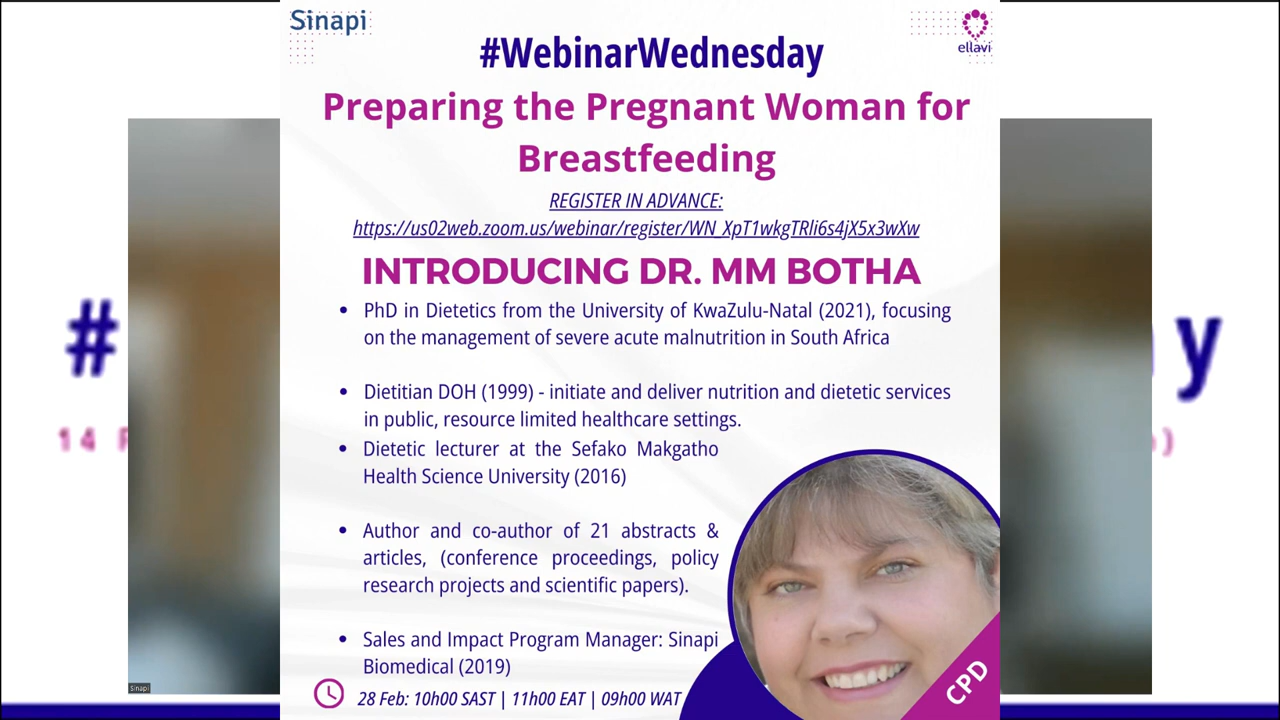 Sinapi
ellavi
#WebinarWednesday
Preparing the Pregnant Woman for
Breastfeeding
REGISTER IN ADVANCE:
https://us02web.zoom.us/webinar/register/WN_XpT1wkgTRli6s4jX5x3wXw
INTRODUCING DR. MM BOTHA
• PhD in Dietetics from the University of KwaZulu-Natal (2021), focusing
on the management of severe acute malnutrition in South Africa
• Dietitian DOH (1999) - initiate and deliver nutrition and dietetic services
in public, resource limited healthcare settings.
• Dietetic lecturer at the Sefako Makgatho
Health Science University (2016)
• Author and co-author of 21 abstracts &
articles, (conference proceedings, policy
research projects and scientific papers).
• Sales and Impact Program Manager: Sinapi
Biomedical (2019)
28 Feb: 10h00 SAST | 11h00 EAT | 09h00 WAT
CPD
#
y
14 F
)
Sinapi